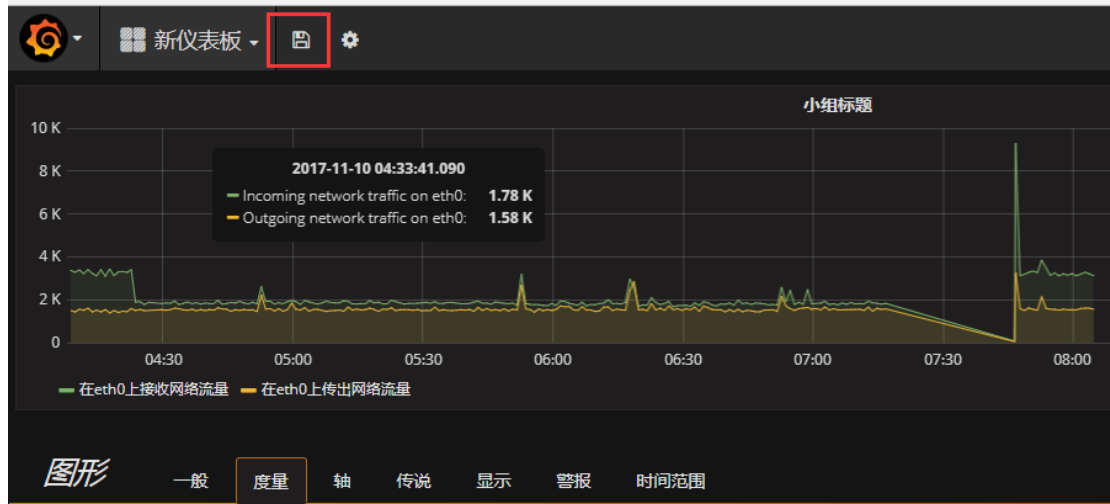 新仪表板
小组标题
10 K
8 K
6 K
4 K
2 K
0
2017-11-10 04:33:41.090
Incoming network traffic on eth0: 1.78 K
Outgoing network traffic on eth0: 1.58 K
04:30 05:00 05:30 06:00 06:30 07:00 07:30 08:00
在eth0上接收网络流量 在eth0上传出网络流量
图形 一般 度量 轴 传说 显示 警报 时间范围